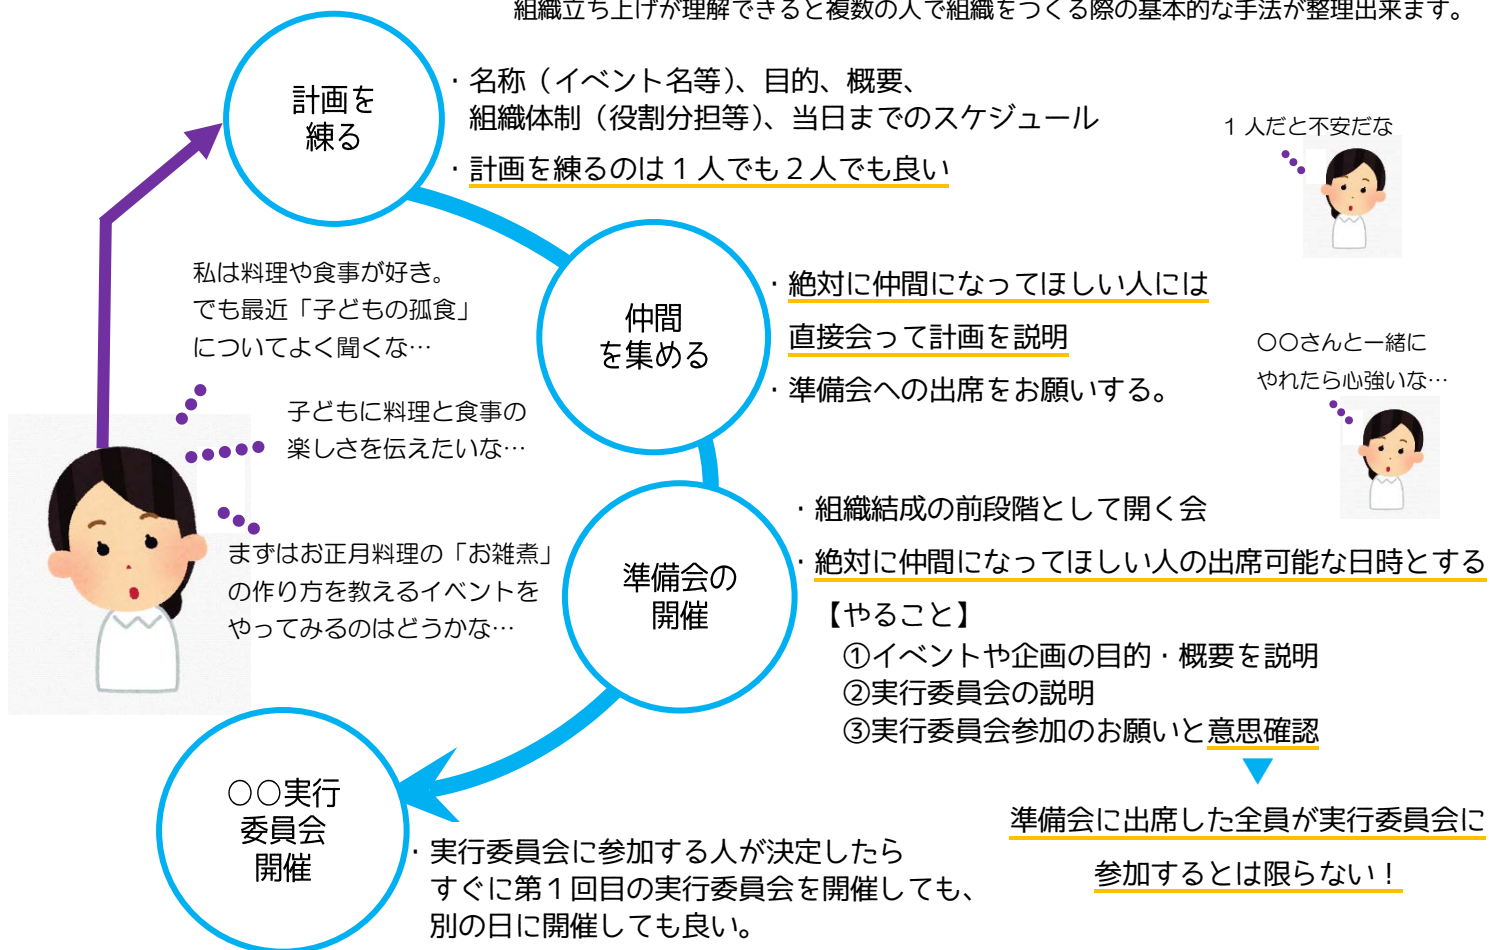 組織立ち上げが理解できると複数の人で組織をつくる際の基本的な手法が整理出来ます。
計画を
練る
・名称（イベント名等）、目的、概要、
組織体制（役割分担等）、当日までのスケジュール
・計画を練るのは１人でも２人でも良い
１人だと不安だな
私は料理や食事が好き。
でも最近「子どもの孤食」
についてよく聞くな…
子どもに料理と食事の
楽しさを伝えたいな…
まずはお正月料理の「お雑煮」
の作り方を教えるイベントを
やってみるのはどうかな…
仲間
を集める
・絶対に仲間になってほしい人には
直接会って計画を説明
・準備会への出席をお願いする。
〇〇さんと一緒に
やれたら心強いな…
準備会の
開催
・組織結成の前段階として開く会
・絶対に仲間になってほしい人の出席可能な日時とする
【やること】
①イベントや企画の目的・概要を説明
②実行委員会の説明
③実行委員会参加のお願いと意思確認
準備会に出席した全員が実行委員会に
参加するとは限らない！
〇〇実行
委員会
開催
・実行委員会に参加する人が決定したら
すぐに第１回目の実行委員会を開催しても、
別の日に開催しても良い。